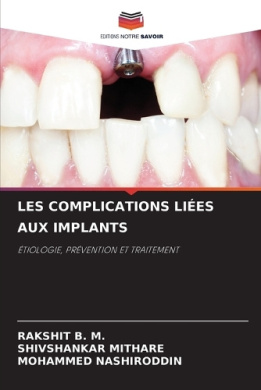 EDITIONS NOTRE SAVOIR
LES COMPLICATIONS LIÉES
AUX IMPLANTS
ÉTIOLOGIE, PRÉVENTION ET TRAITEMENT
RAKSHIT B. M.
SHIVSHANKAR MITHARE
MOHAMMED NASHIRODDIN